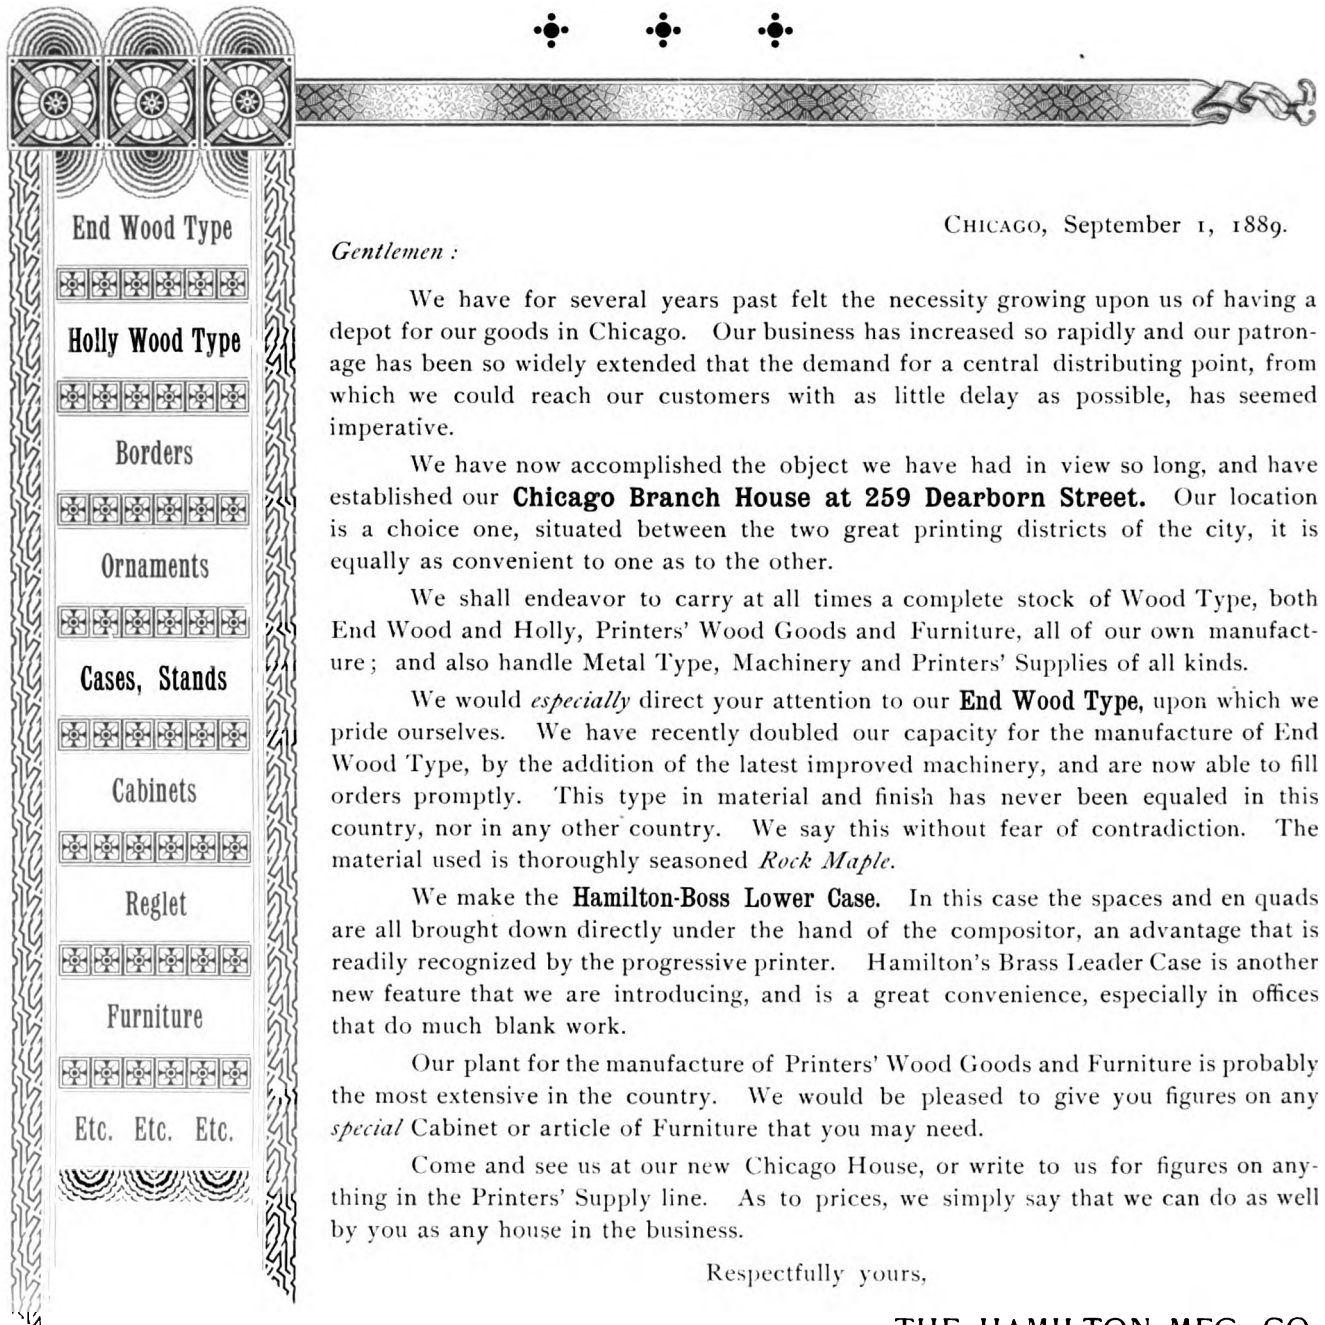 End Wood Type
Holly Wood Type
Borders
Ornaments
Cases, Stands
Cabinets
Reglet
Furniture
Etc. Etc. Etc.
CHICAGO, September 1, 1889.
Gentlemen :
We have for several years past felt the necessity growing upon us of having a
depot for our goods in Chicago. Our business has increased so rapidly and our patron-
age has been so widely extended that the demand for a central distributing point, from
which we could reach our customers with as little delay as possible, has seemed
imperative.
We have now accomplished the object we have had in view so long, and have
established our Chicago Branch House at 259 Dearborn Street. Our location
is a choice one, situated between the two great printing districts of the city, it is
equally as convenient to one as to the other.
We shall endeavor to carry at all times a complete stock of Wood Type, both
End Wood and Holly, Printers' Wood Goods and Furniture, all of our own manufact-
ure ; and also handle Metal Type, Machinery and Printers' Supplies of all kinds.
We would especially direct your attention to our End Wood Type, upon which we
pride ourselves. We have recently doubled our capacity for the manufacture of End
Wood Type, by the addition of the latest improved machinery, and are now able to fill
orders promptly. This type in material and finish has never been equaled in this
country, nor in any other country. We say this without fear of contradiction. The
material used is thoroughly seasoned Rock Maple.
We make the Hamilton-Boss Lower Case. In this case the spaces and en quads
are all brought down directly under the hand of the compositor, an advantage that is
readily recognized by the progressive printer. Hamilton's Brass Leader Case is another
new feature that we are introducing, and is a great convenience, especially in offices
that do much blank work.
Our plant for the manufacture of Printers' Wood Goods and Furniture is probably
the most extensive in the country. We would be pleased to give you figures on any
special Cabinet or article of Furniture that you may need.
Come and see us at our new Chicago House, or write to us for figures on any-
thing in the Printers' Supply line. As to prices, we simply say that we can do as well
by you as any house in the business.
Respectfully yours,
THE HAMILTON MFG. CO.